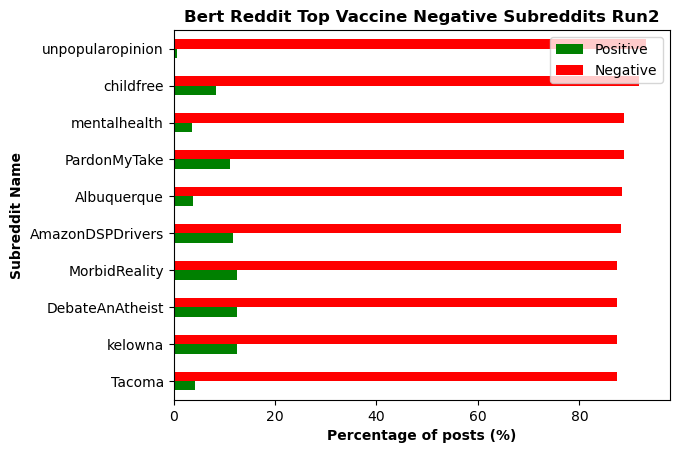 Bert Reddit Top Vaccine Negative Subreddits Run2
Positive
Negative
unpopularopinion
childfree
mentalhealth
PardonMyTake
Albuquerque
AmazonDSPDrivers
MorbidReality
DebateAnAtheist
kelowna
Tacoma
Subreddit Name
0 20 40 60 80
Percentage of posts (%)